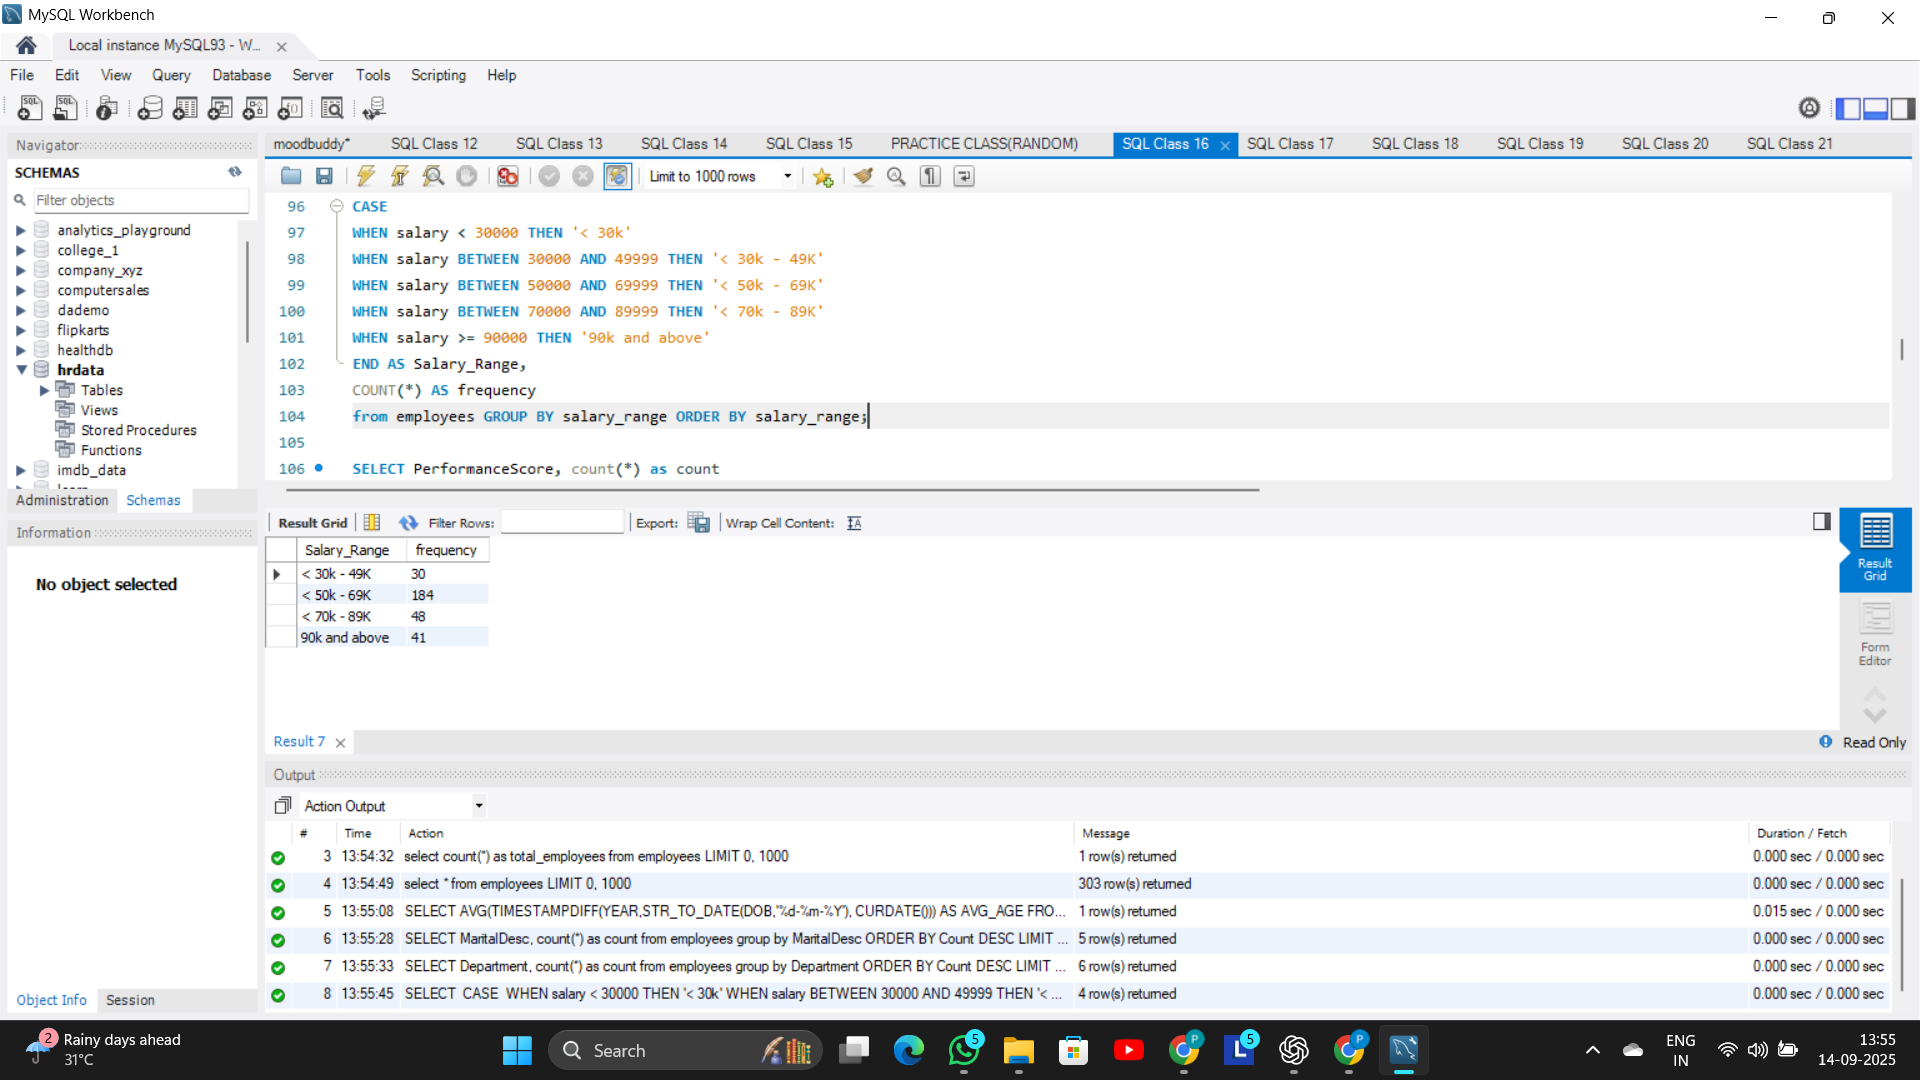 MySQL Workbench
Local instance MySQL93 - W...
File Edit View Query Database Server Tools Scripting Help
Navigator
SCHEMAS
Filter objects
analytics_playground
college_1
company_xyz
computersales
dademo
flipkarts
healthdb
hrdata
Tables
Views
Stored Procedures
Functions
imdb_data
Administration Schemas
Information
No object selected
Object Info Session
moodbuddy* SQL Class 12 SQL Class 13 SQL Class 14 SQL Class 15 PRACTICE CLASS(RANDOM) SQL Class 16 SQL Class 17 SQL Class 18 SQL Class 19 SQL Class 20 SQL Class 21
Limit to 1000 rows
96 CASE
97 WHEN salary < 30000 THEN '< 30k'
98 WHEN salary BETWEEN 30000 AND 49999 THEN '< 30k - 49K'
99 WHEN salary BETWEEN 50000 AND 69999 THEN '< 50k - 69K'
100 WHEN salary BETWEEN 70000 AND 89999 THEN '< 70k - 89K'
101 WHEN salary >= 90000 THEN '90k and above'
102 END AS Salary_Range,
103 COUNT(*) AS frequency
104 from employees GROUP BY salary_range ORDER BY salary_range;
105
106 SELECT PerformanceScore, count(*) as count
Result Grid Filter Rows: Export: Wrap Cell Content:
Salary_Range frequency
< 30k - 49K 30
< 50k - 69K 184
< 70k - 89K 48
90k and above 41
Result Grid
Form Editor
Result 7
Read Only
Output
Action Output
# Time Action Message Duration / Fetch
3 13:54:32 select count(*) as total_employees from employees LIMIT 0, 1000 1 row(s) returned 0.000 sec / 0.000 sec
4 13:54:49 select * from employees LIMIT 0, 1000 303 row(s) returned 0.000 sec / 0.000 sec
5 13:55:08 SELECT AVG(TIMESTAMPDIFF(YEAR,STR_TO_DATE(DOB,"%d-%m-%Y"), CURDATE())) AS AVG_AGE FRO... 1 row(s) returned 0.015 sec / 0.000 sec
6 13:55:28 SELECT MaritalDesc, count(*) as count from employees group by MaritalDesc ORDER BY Count DESC LIMIT ... 5 row(s) returned 0.000 sec / 0.000 sec
7 13:55:33 SELECT Department, count(*) as count from employees group by Department ORDER BY Count DESC LIMIT ... 6 row(s) returned 0.000 sec / 0.000 sec
8 13:55:45 SELECT CASE WHEN salary < 30000 THEN '< 30k' WHEN salary BETWEEN 30000 AND 49999 THEN '< ... 4 row(s) returned 0.000 sec / 0.000 sec
2 Rainy days ahead
31°C
Search
5
P
L 5
P
ENG
IN
13:55
14-09-2025